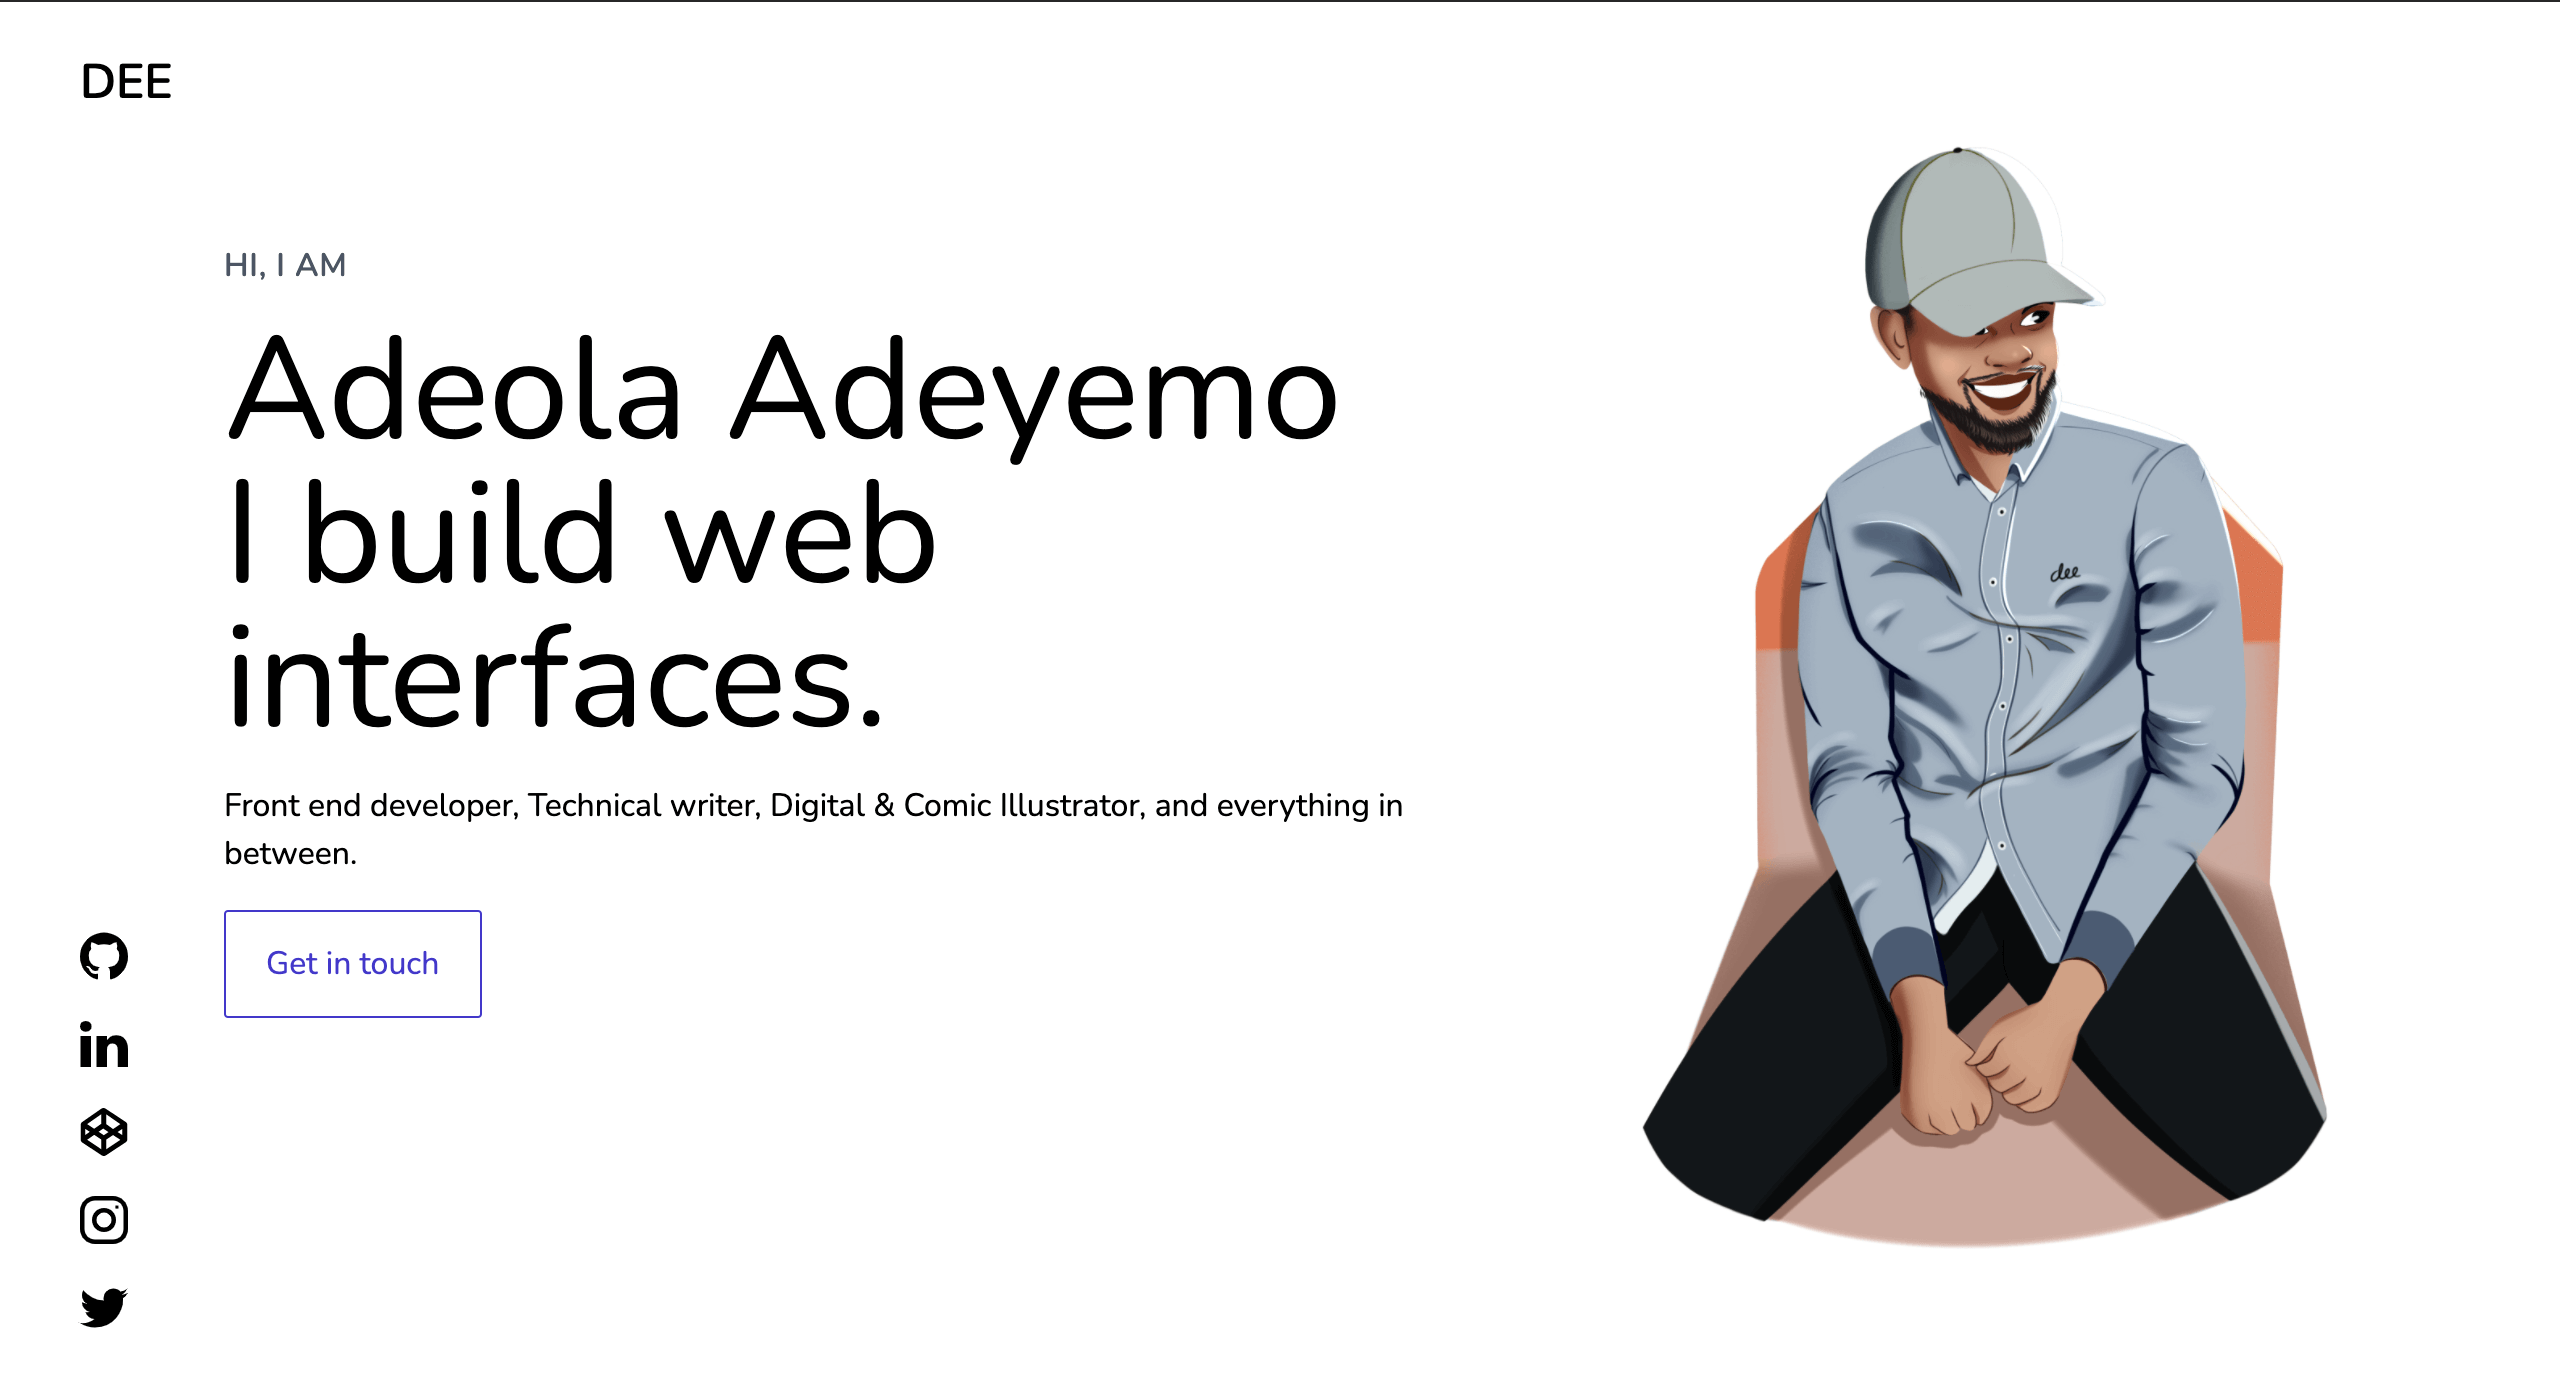 DEE
HI, I AM
Adeola Adeyemo
I build web
interfaces.
Front end developer, Technical writer, Digital & Comic Illustrator, and everything in
between.
Get in touch
dee
in